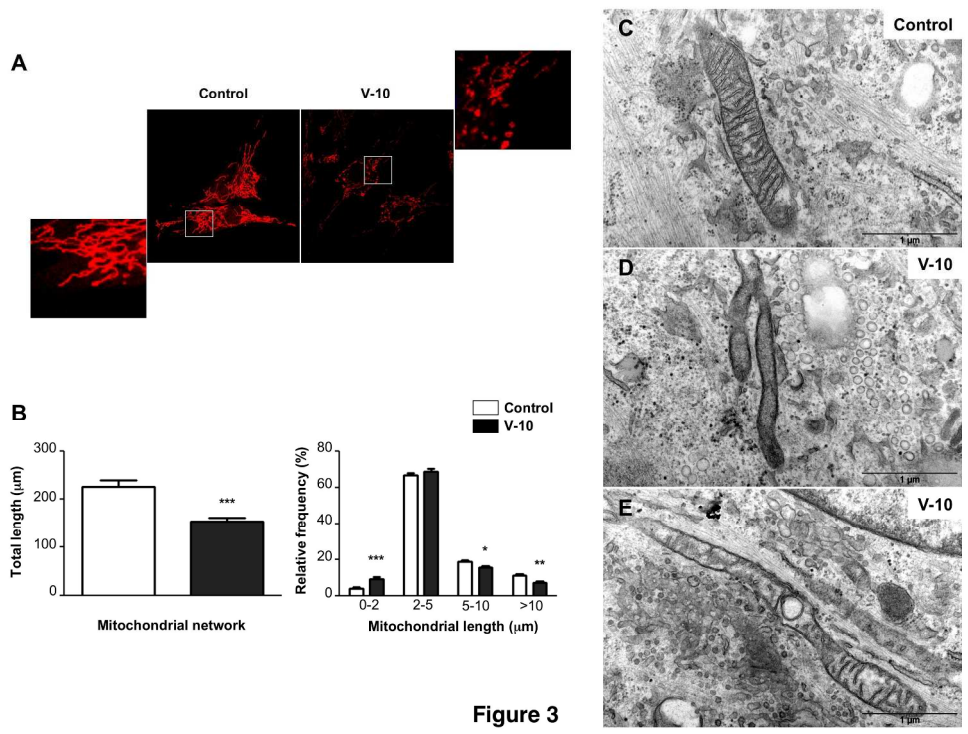 A
Control
V-10
B
Control
V-10
Total length (μm)
300
200
100
0
***
Mitochondrial network
Relative frequency (%)
80
60
40
20
0
***
*
**
0-2
2-5
5-10
>10
Mitochondrial length (μm)
C
Control
1 μm
D
V-10
1 μm
E
V-10
1 μm
Figure 3